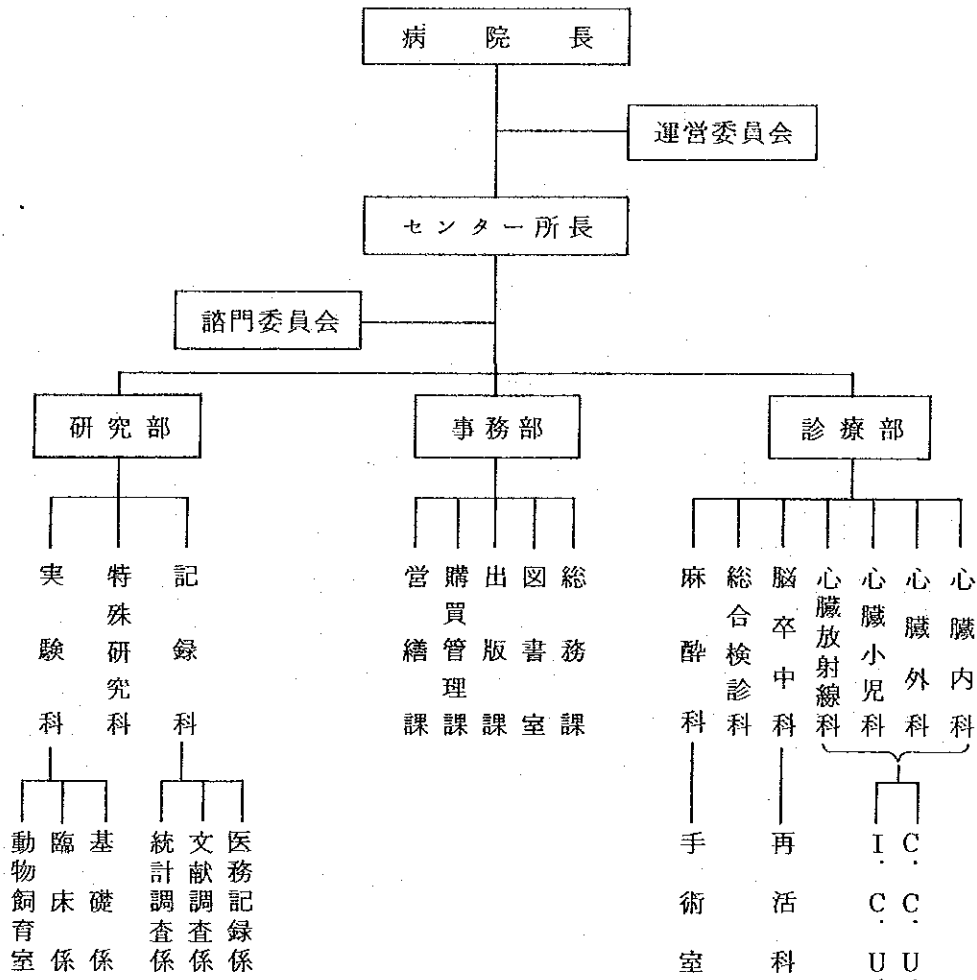 病院長
運営委員会
センター所長
諮門委員会
研究部
事務部
診療部
実験科
特殊研究科
記録科
営繕課
購買管理課
出版課
図書室
総務課
麻酔科
総合検診科
脳卒中科
心臓放射線科
心臓小児科
心臓外科
心臓内科
動物飼育室
臨床係
基礎係
統計調査係
文献調査係
医務記録係
手術室
再活科
I.C.U
C.C.U